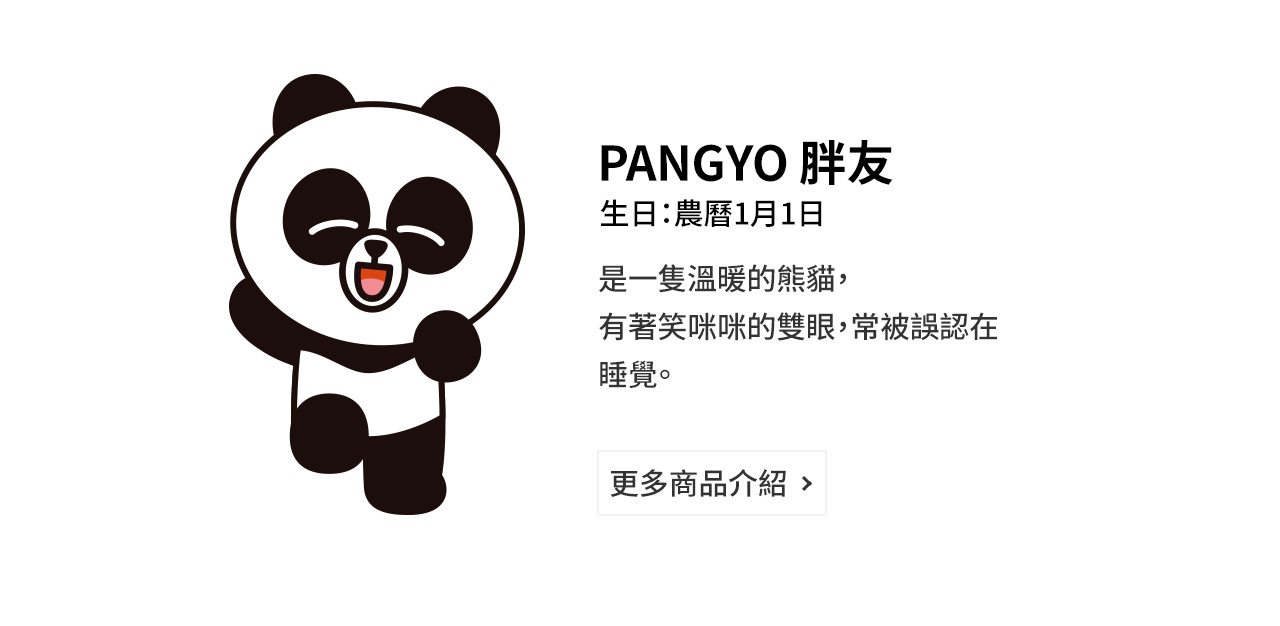 PANGYO 胖友
生日：農曆1月1日
是一隻溫暖的熊貓，
有著笑咪咪的雙眼，常被誤認在
睡覺。
更多商品介紹 ›